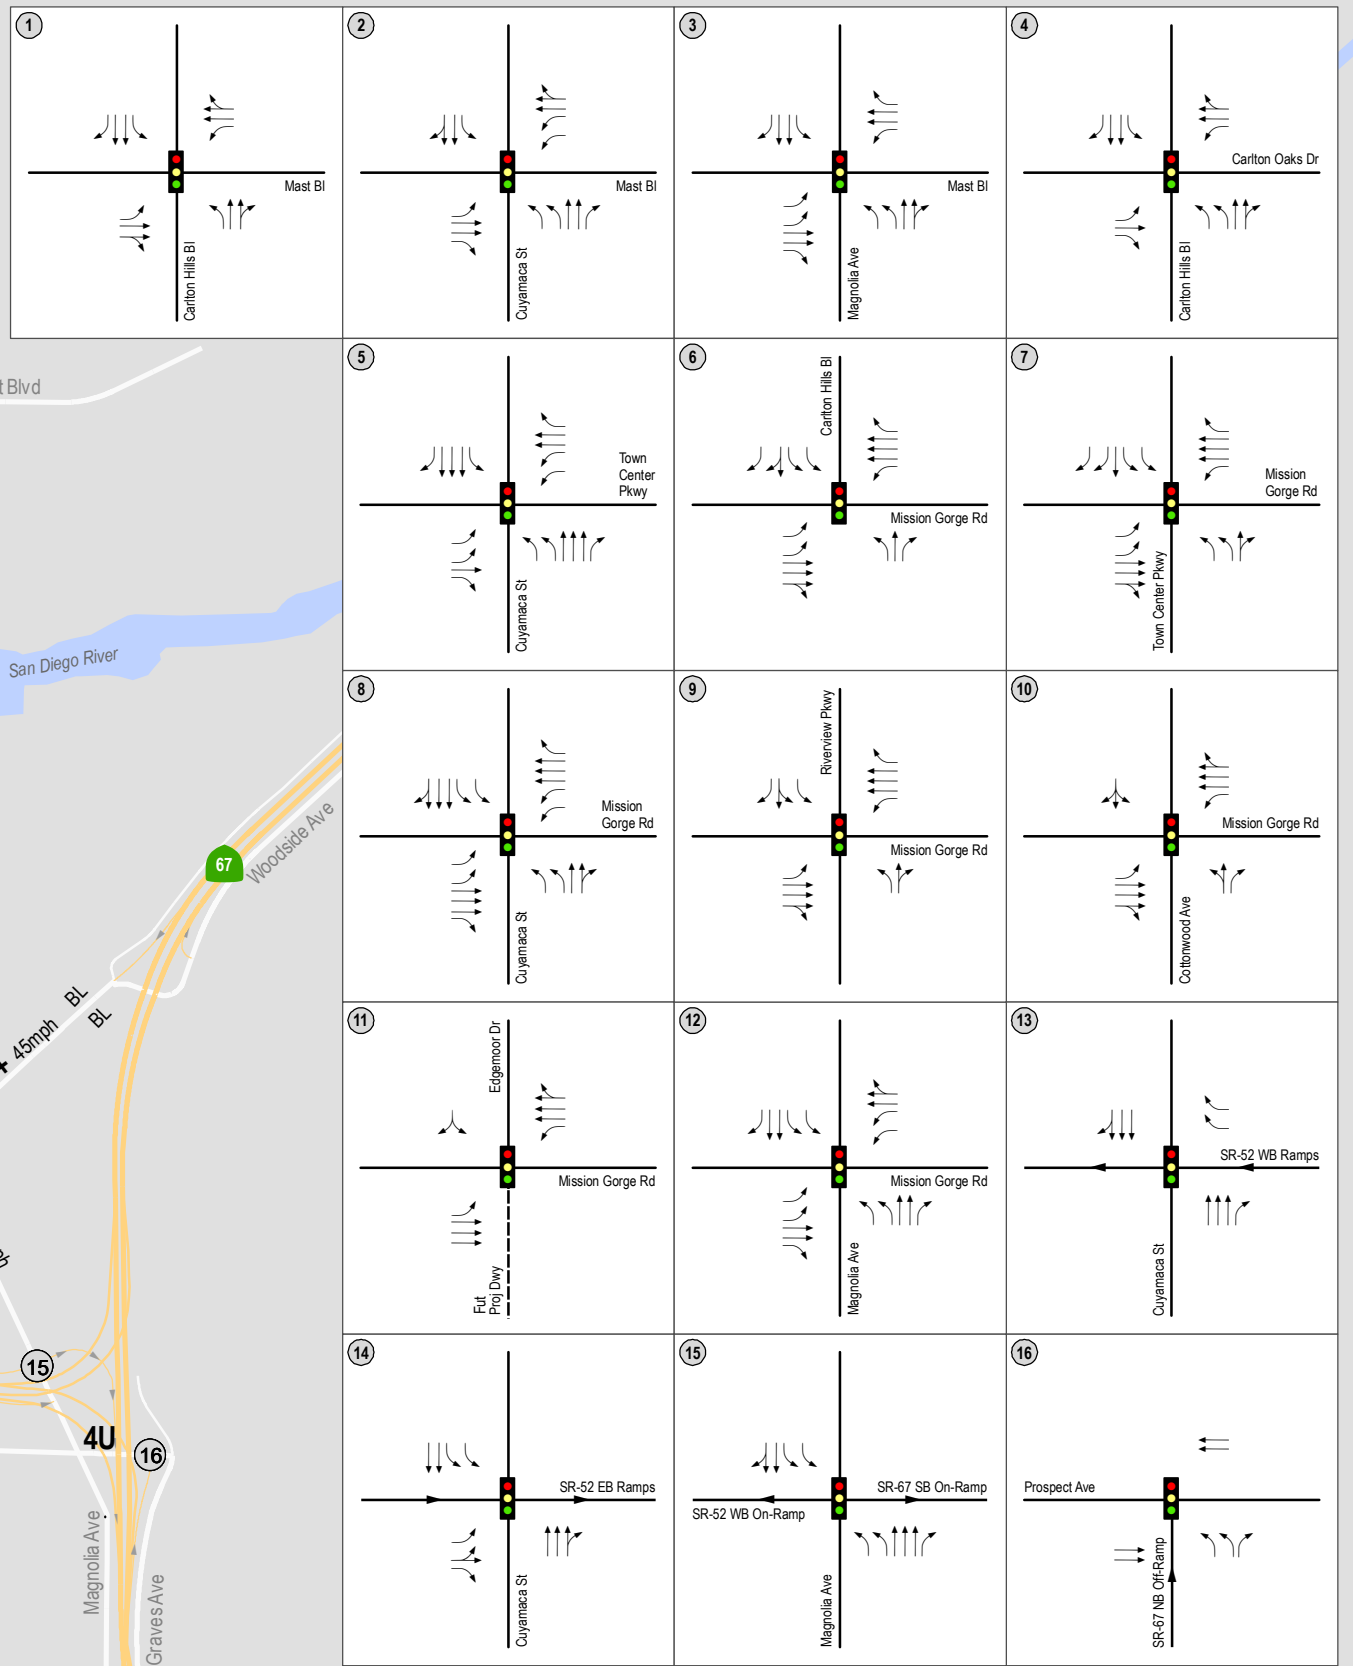 1
Mast Bl
Carlton Hills Bl
2
Mast Bl
Cuyamaca St
3
Mast Bl
Magnolia Ave
4
Carlton Oaks Dr
Carlton Hills Bl
t Blvd
San Diego River
67
Woodside Ave
BL
BL
45mph
15
4U
16
Magnolia Ave
Graves Ave
5
Town
Center
Pkwy
Cuyamaca St
6
Carlton Hills Bl
Mission Gorge Rd
7
Mission
Gorge Rd
Town Center Pkwy
8
Mission
Gorge Rd
Cuyamaca St
9
Riverview Pkwy
Mission Gorge Rd
10
Mission Gorge Rd
Cottonwood Ave
11
Edgemoor Dr
Mission Gorge Rd
Fut
Proj Dwy
12
Mission Gorge Rd
Magnolia Ave
13
SR-52 WB Ramps
Cuyamaca St
14
SR-52 EB Ramps
Cuyamaca St
15
SR-67 SB On-Ramp
SR-52 WB On-Ramp
Magnolia Ave
16
Prospect Ave
SR-67 NB Off-Ramp